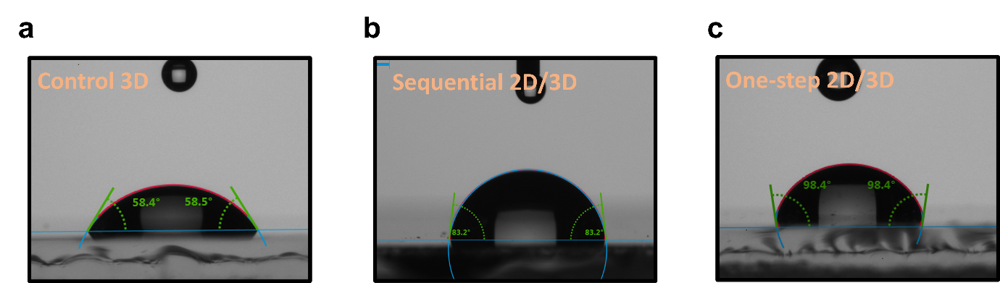 a
b
c
Control 3D
Sequential 2D/3D
One-step 2D/3D
58.4°
58.5°
83.2°
83.2°
98.4°
98.4°